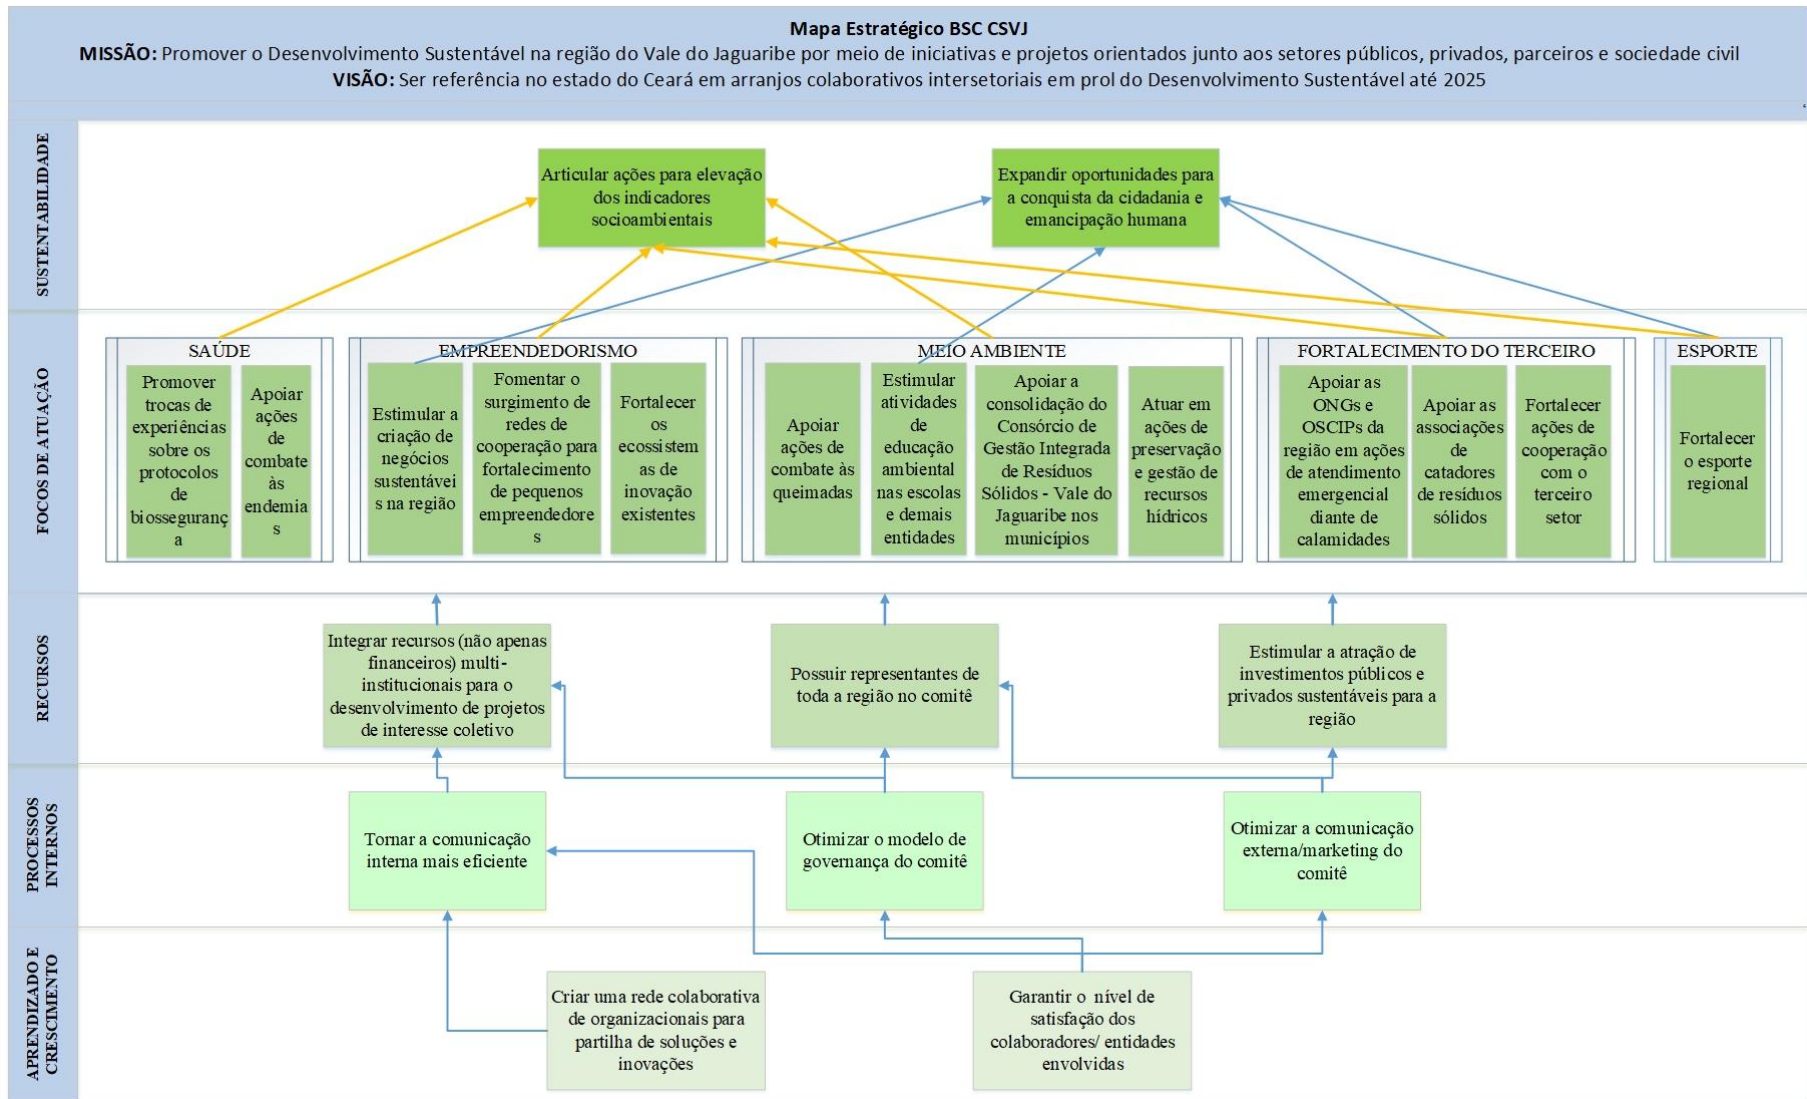 Mapa Estratégico BSC CSVJ
MISSÃO: Promover o Desenvolvimento Sustentável na região do Vale do Jaguaribe por meio de iniciativas e projetos orientados junto aos setores públicos, privados, parceiros e sociedade civil
VISÃO: Ser referência no estado do Ceará em arranjos colaborativos intersetoriais em prol do Desenvolvimento Sustentável até 2025
SUSTENTABILIDADE
Articular ações para elevação
dos indicadores
socioambientais
Expandir oportunidades para
a conquista da cidadania e
emancipação humana
FOCOS DE ATUAÇÃO
SAÚDE
Promover
trocas de
experiências
sobre os
protocolos
de
biosseguranç
a
Apoiar
ações
de
combate
às
endemia
s
EMPREENDEDORISMO
Estimular a
criação de
negócios
sustentávei
s na região
Fomentar o
surgimento de
redes de
cooperação para
fortalecimento
de pequenos
empreendedore
s
Fortalecer
os
ecossistem
as de
inovação
existentes
MEIO AMBIENTE
Apoiar
ações de
combate às
queimadas
Estimular
atividades
de
educação
ambiental
nas escolas
e demais
entidades
Apoiar a
consolidação do
Consórcio de
Gestão Integrada
de Resíduos
Sólidos - Vale do
Jaguaribe nos
municípios
Atuar em
ações de
preservação
e gestão de
recursos
hídricos
FORTALECIMENTO DO TERCEIRO
Apoiar as
ONGs e
OSCIPs da
região em ações
de atendimento
emergencial
diante de
calamidades
Apoiar as
associações
de
catadores
de resíduos
sólidos
Fortalecer
ações de
cooperação
com o
terceiro
setor
ESPORTE
Fortalecer
o esporte
regional
RECURSOS
Integrar recursos (não apenas
financeiros) multi-
institucionais para o
desenvolvimento de projetos
de interesse coletivo
Possuir representantes de
toda a região no comitê
Estimular a atração de
investimentos públicos e
privados sustentáveis para a
região
PROCESSOS
INTERNOS
Tornar a comunicação
interna mais eficiente
Otimizar o modelo de
governança do comitê
Otimizar a comunicação
externa/marketing do
comitê
APRENDIZADO E
CRESCIMENTO
Criar uma rede colaborativa
de organizacionais para
partilha de soluções e
inovações
Garantir o nível de
satisfação dos
colaboradores/ entidades
envolvidas